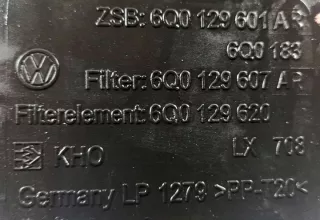 ZSB: 6Q0 129 601 AR
6Q0 183
Filter: 6Q0 129 607 AR
Filterelement: 6Q0 129 620
KHO LX 708
Germany LP 1279 >PP-T20<